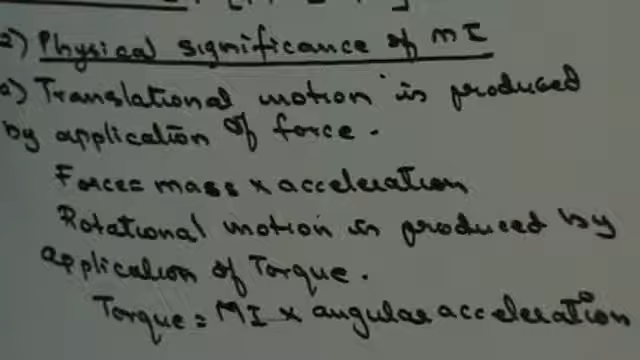 2) Physical significance of MI
a) Translational motion is produced
by application of force.
Force = mass x acceleration
Rotational motion is produced by
application of Torque.
Torque = MI x angular acceleration